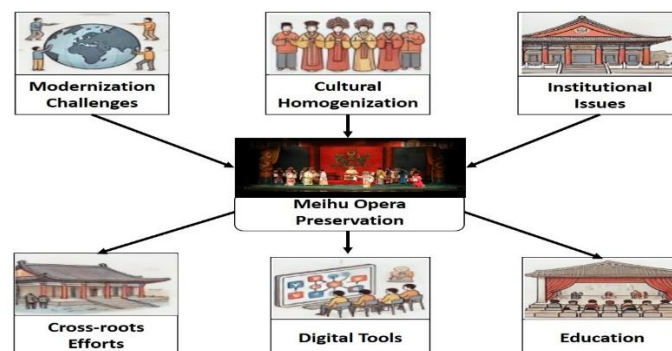 Modernization
Challenges
Cultural
Homogenization
Institutional
Issues
Meihu Opera
Preservation
Cross-roots
Efforts
Digital Tools
Education